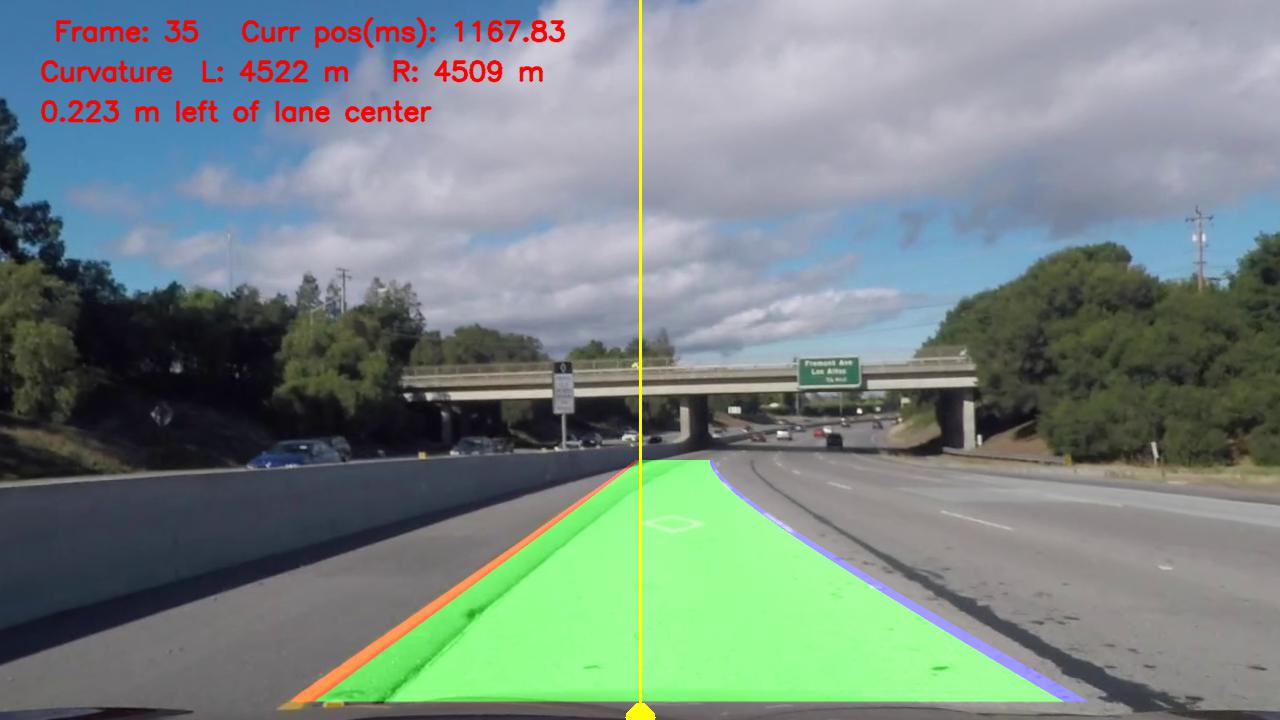 Frame: 35 Curr pos(ms): 1167.83
Curvature L: 4522 m R: 4509 m
0.223 m left of lane center
Fremont Ave
Los Altos